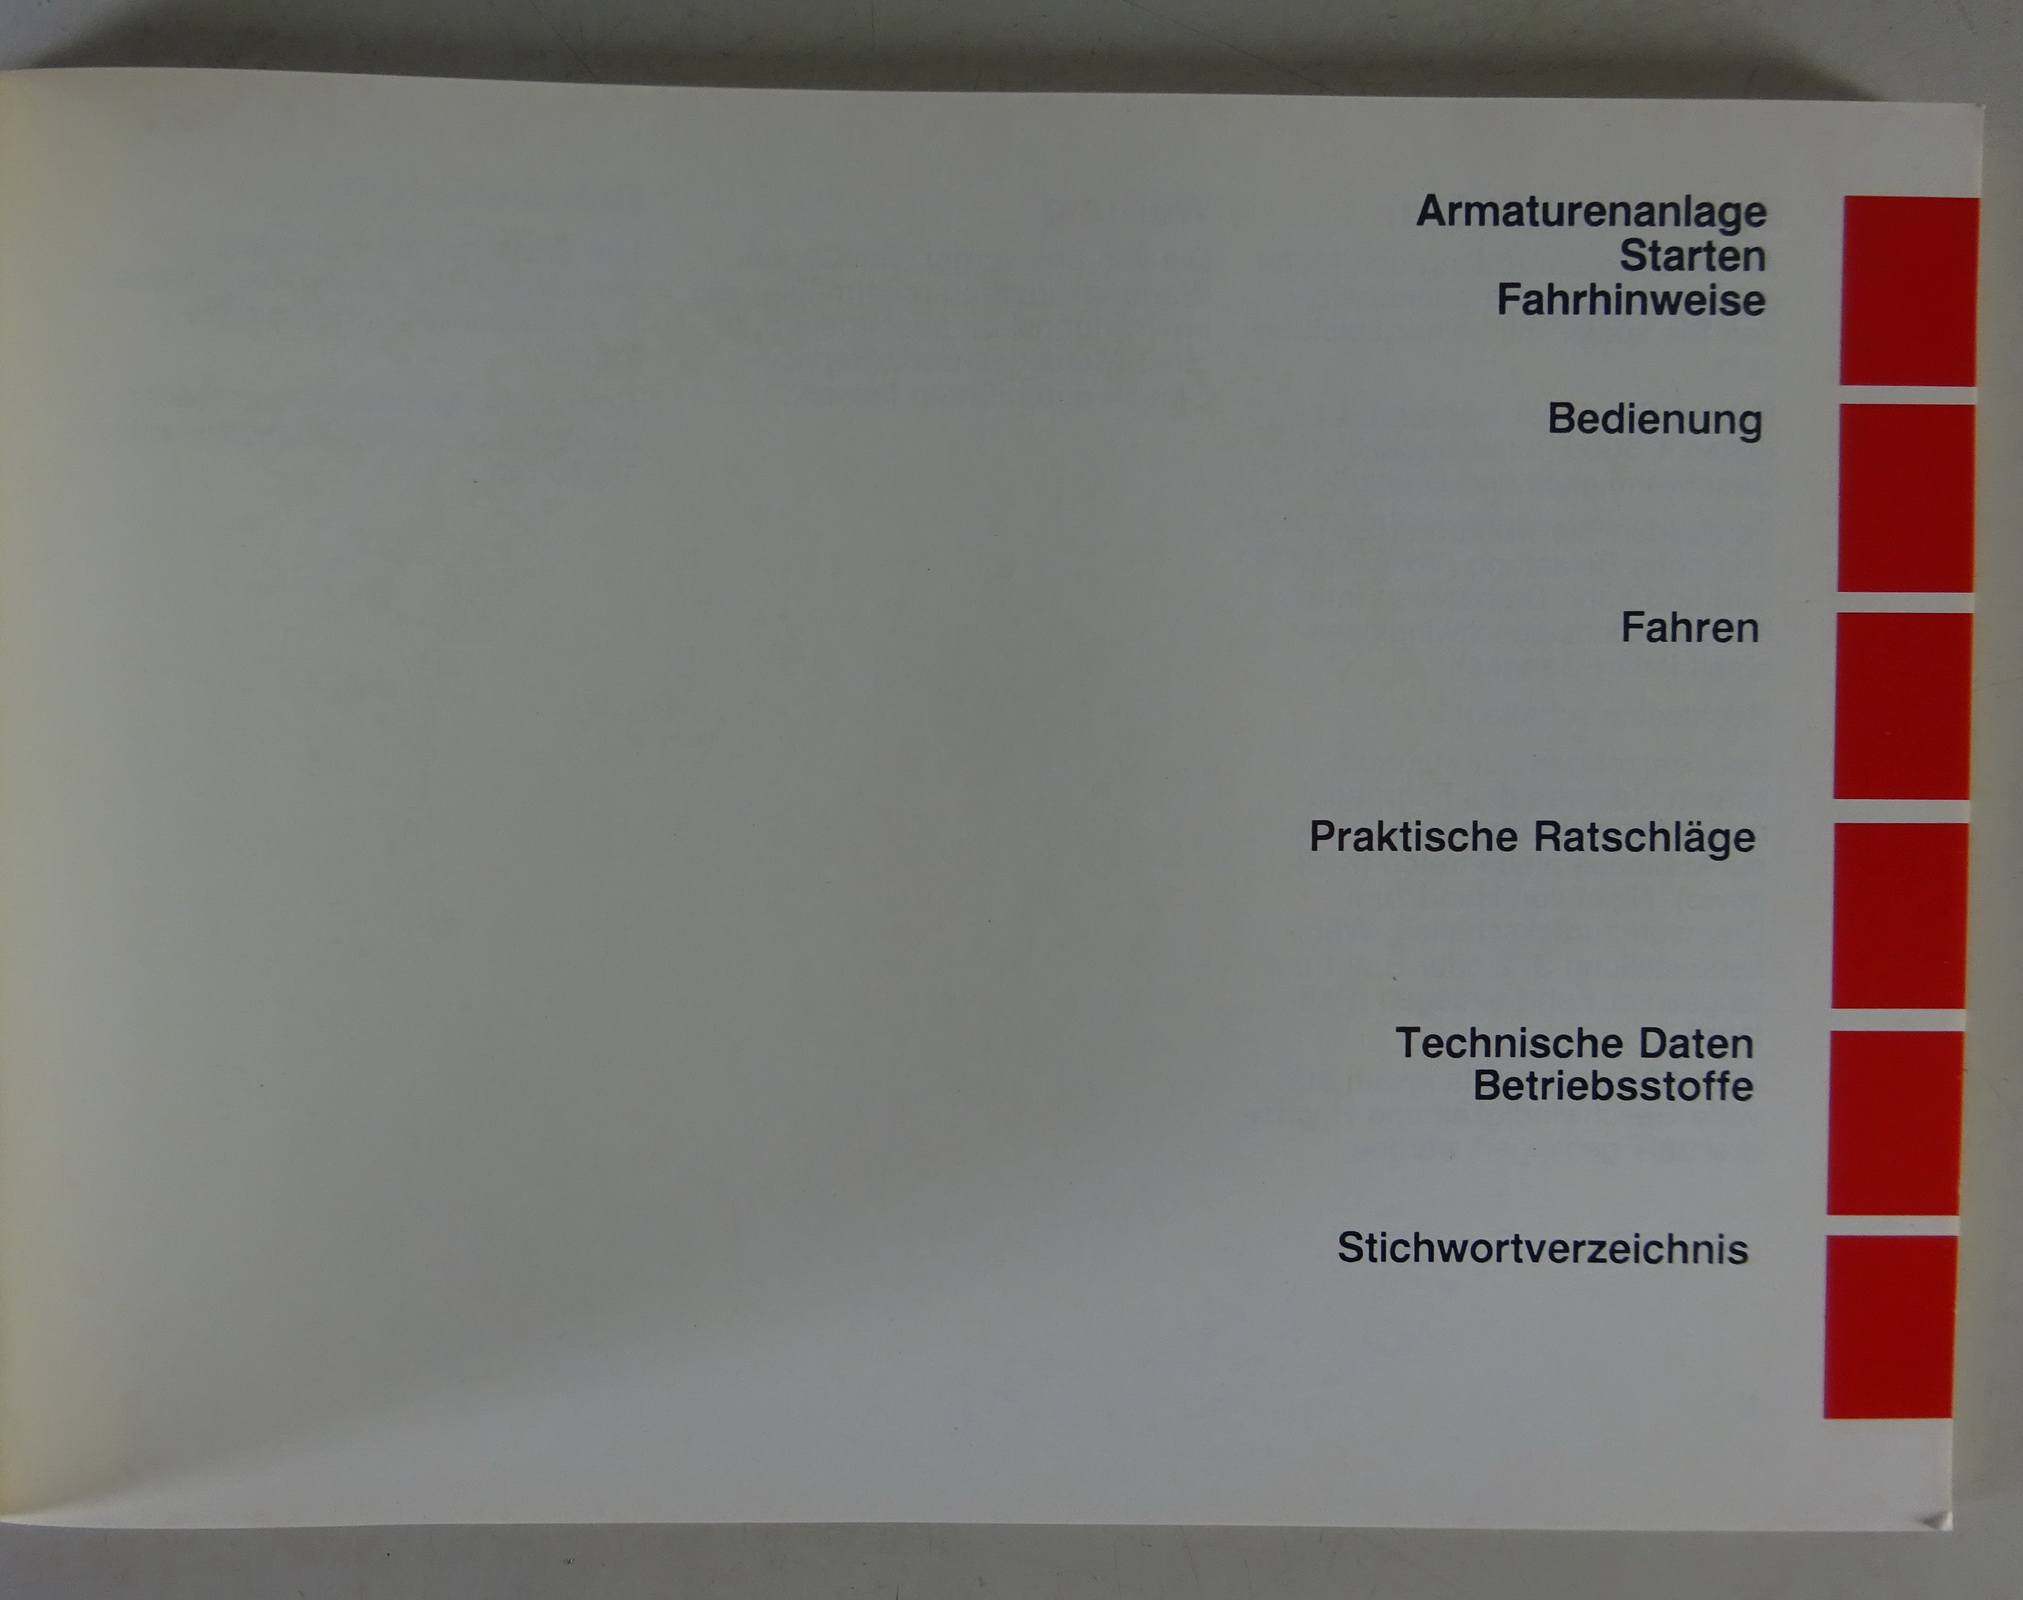 Armaturenanlage
Starten
Fahrhinweise
Bedienung
Fahren
Praktische Ratschläge
Technische Daten
Betriebsstoffe
Stichwortverzeichnis